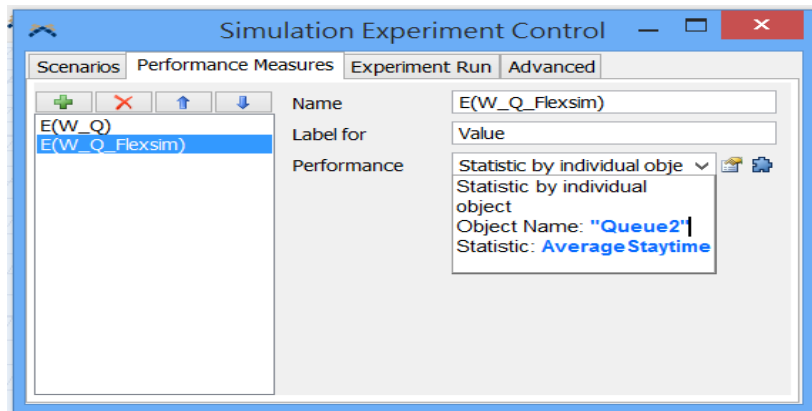 Simulation Experiment Control
Scenarios Performance Measures Experiment Run Advanced
E(W_Q)
E(W_Q_Flexsim)
Name E(W_Q_Flexsim)
Label for Value
Performance Statistic by individual obje
Statistic by individual
object
Object Name: "Queue2"
Statistic: AverageStaytime